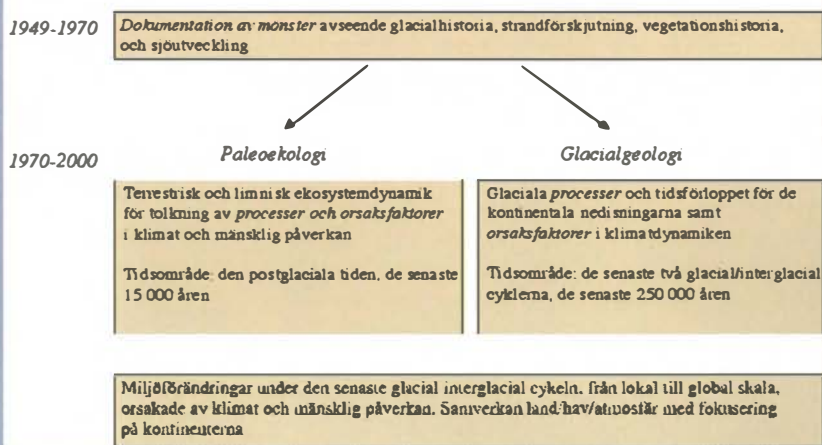 1949-1970
Dokumentation av mönster avseende glacialhistoria, strandförskjutning, vegetationshistoria,
och sjöutveckling
1970-2000
Paleoekologi
Terrestrisk och limnisk ekosystemdynamik
för tolkning av processer och orsaksfaktorer
i klimat och mänsklig påverkan
Tidsområde: den postglaciala tiden, de senaste
15 000 åren
Glacialgeologi
Glaciala processer och tidsförloppet för de
kontinentala nedisningarna samt
orsaksfaktorer i klimatdynamiken
Tidsområde: de senaste två glacial/interglacial
cyklerna, de senaste 250 000 åren
Miljöförändringar under den senaste glacial interglacial cykeln, från lokal till global skala,
orsakade av klimat och mänsklig påverkan. Samverkan land/hav/atmosfär med fokusering
på kontinenterna